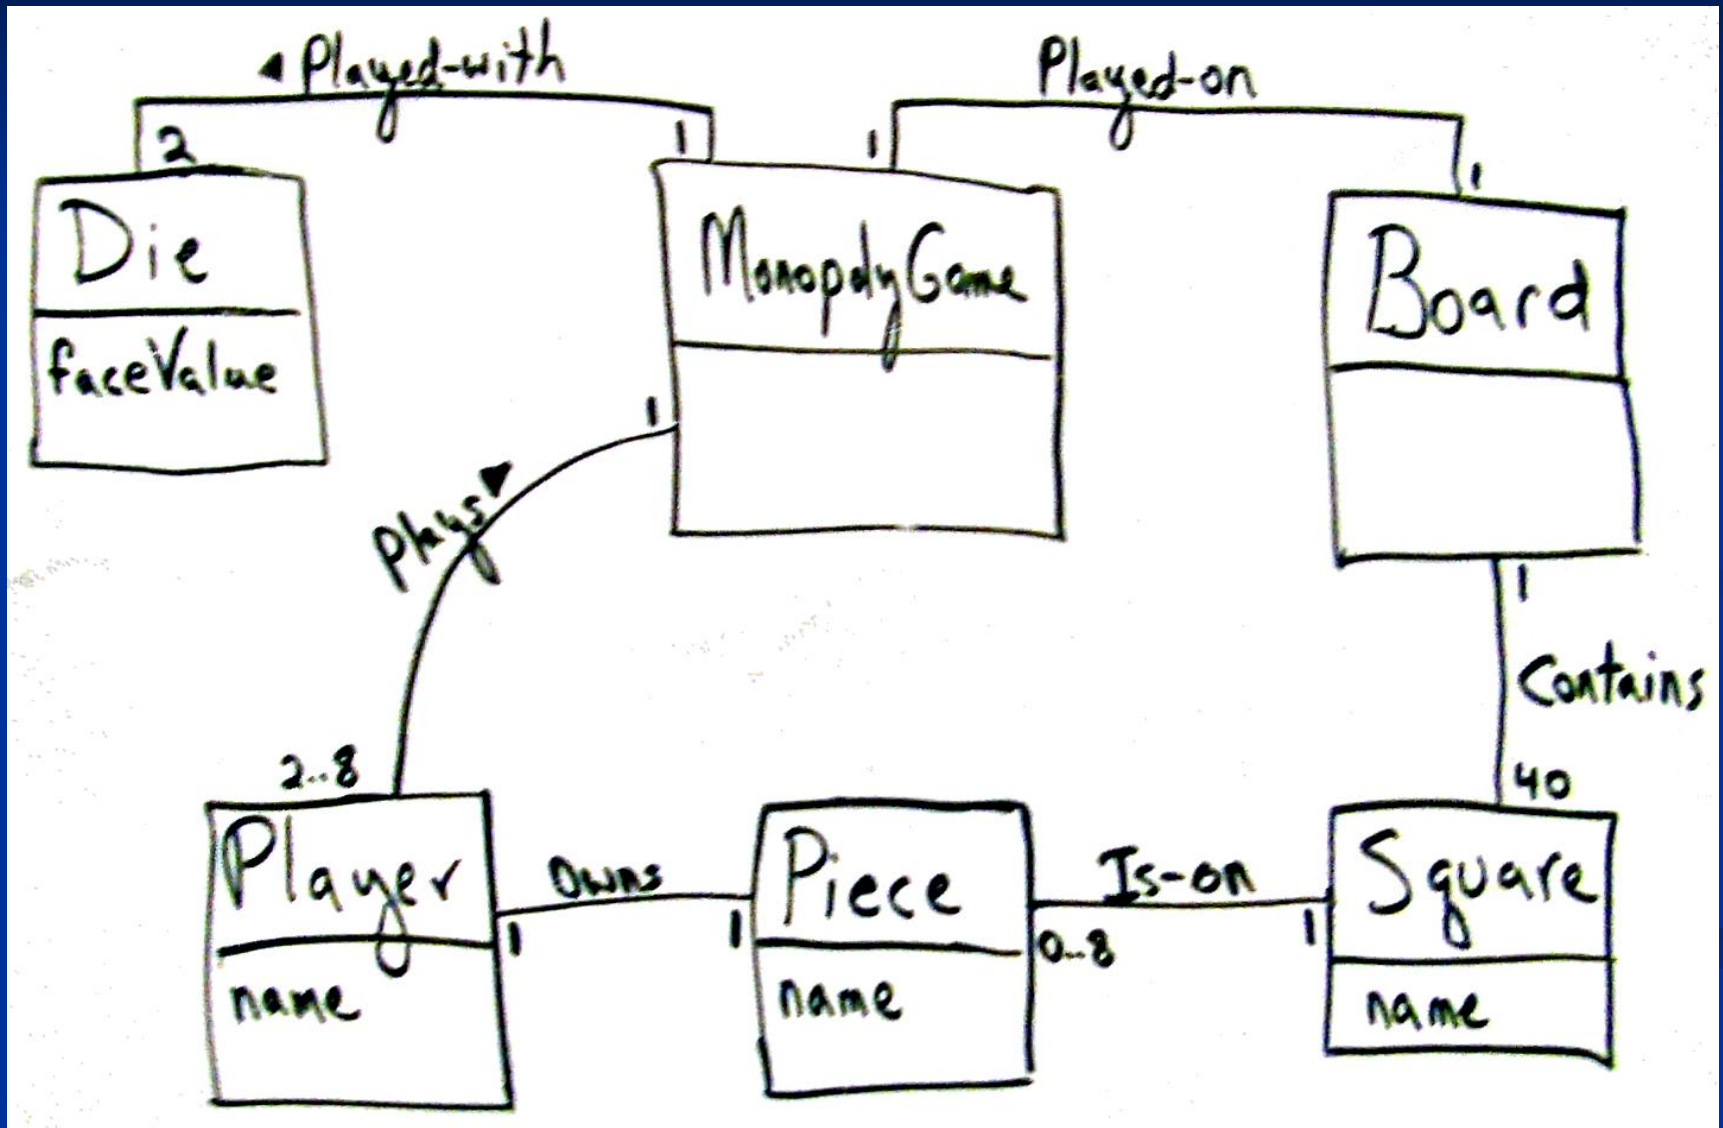 ◄ Played-with
Played-on
2
1
1
1
Die
faceValue
MonopolyGame
Board
1
Plays ►
1
Contains
2..8
40
Player
name
Owns
1
1
Piece
name
Is-on
0..8
1
Square
name